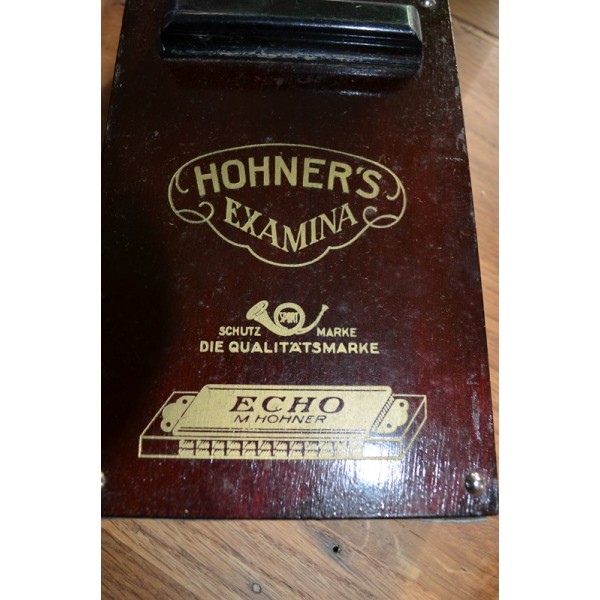 HOHNER'S
EXAMINA
SPORT
SCHUTZ MARKE
DIE QUALITÄTSMARKE
ECHO
M HOHNER